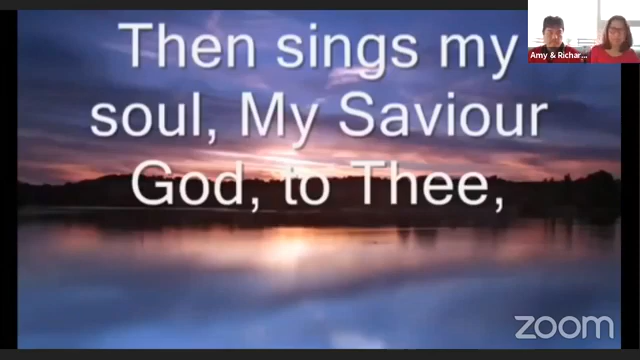 Then sings my
soul, My Saviour
God, to Thee,
Amy & Richar...
zoom